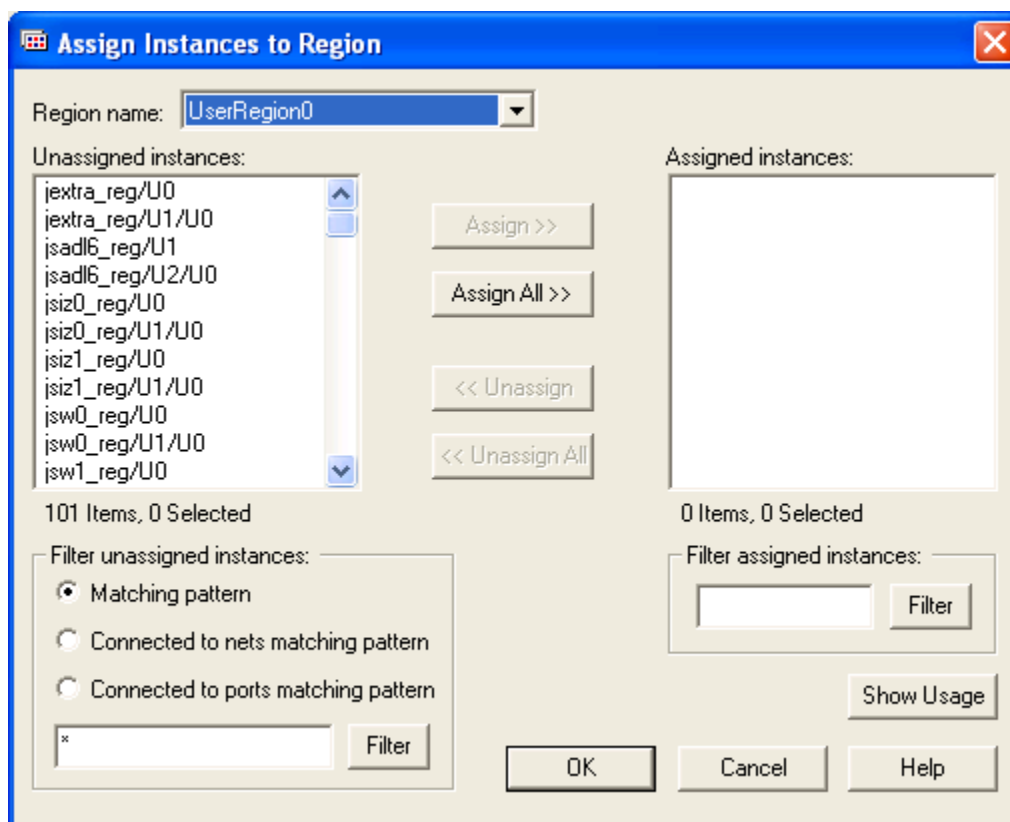 Assign Instances to Region
Region name: UserRegion0
Unassigned instances:
jextra_reg/U0
jextra_reg/U1/U0
jsadl6_reg/U1
jsadl6_reg/U2/U0
jsiz0_reg/U0
jsiz0_reg/U1/U0
jsiz1_reg/U0
jsiz1_reg/U1/U0
jsw0_reg/U0
jsw0_reg/U1/U0
jsw1_reg/U0
101 Items, 0 Selected
Assign >>
Assign All >>
<< Unassign
<< Unassign All
Assigned instances:
0 Items, 0 Selected
Filter unassigned instances:
Matching pattern
Connected to nets matching pattern
Connected to ports matching pattern
* Filter
Filter assigned instances:
Filter
Show Usage
OK Cancel Help